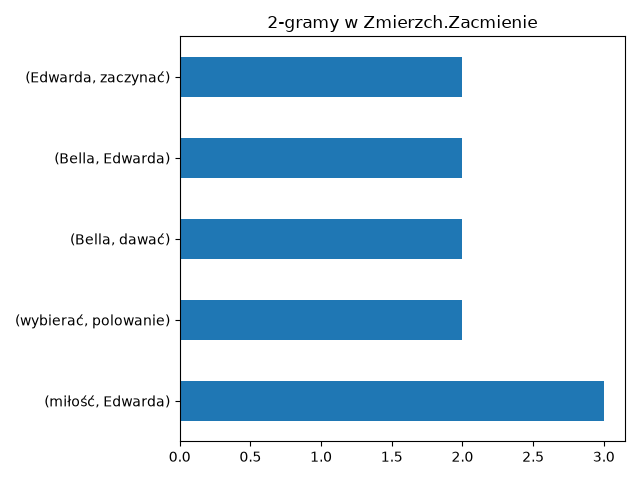 2-gramy w Zmierzch.Zacmienie
(Edwarda, zaczynać)
(Bella, Edwarda)
(Bella, dawać)
(wybierać, polowanie)
(miłość, Edwarda)
0.0 0.5 1.0 1.5 2.0 2.5 3.0